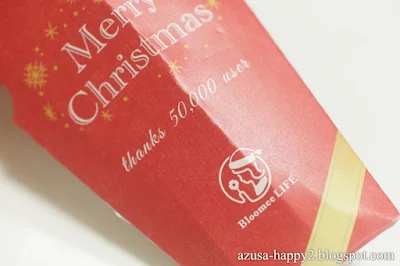 Merry
Christmas
thanks 50,000 user
Bloomee LIFE
azusa-happy2.blogspot.com